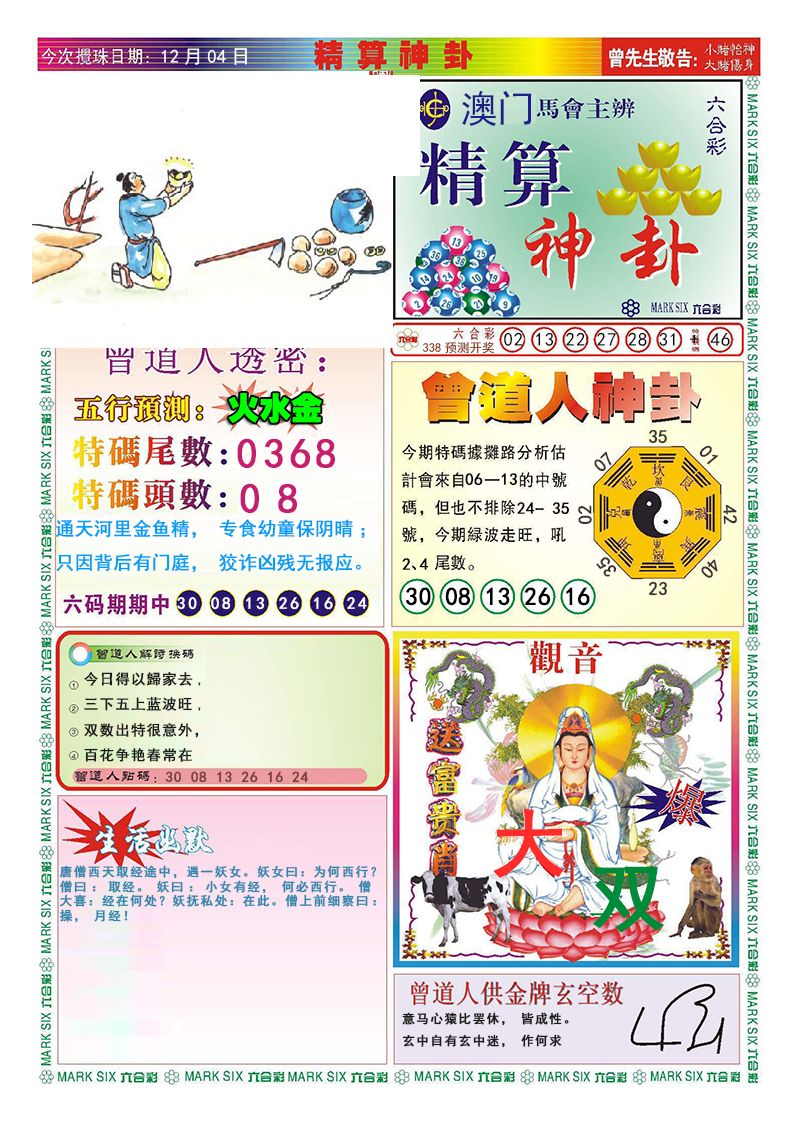 今次攪珠日期：12 月 04 日
精算神卦
曾先生敬告:
小賭怡神
大賭傷身
澳门馬會主辨
六合彩
精算
神卦
MARK SIX 六合彩
六合彩
338 预测开奖
02 13 22 27 28 31 特碼 46
曾道人透密：
五行預測：火水金
特碼尾數:0368
特碼頭數:0 8
通天河里金鱼精， 专食幼童保阴晴；
只因背后有门庭， 狡诈凶残无报应。
六码期期中 30 08 13 26 16 24
曾道人神卦
今期特碼據攤路分析估
計會來自06—13的中號
碼，但也不排除24- 35
號，今期緑波走旺，吼
2、4 尾數。
30 08 13 26 16
35
01
42
40
23
35
02
07
坎
艮
乾
兌
曾道人解跨挾碼
① 今日得以歸家去，
② 三下五上蓝波旺，
③ 双数出特很意外，
④ 百花争艳春常在
曾道人點碼：30 08 13 26 16 24
生活幽默
唐僧西天取经途中，遇一妖女。妖女曰：为何西行？
僧曰： 取经。 妖曰： 小女有经， 何必西行。 僧
大喜：经在何处？妖抚私处：在此。僧上前细察曰：
操， 月经！
觀音
送富贵肖
爆
大
双
曾道人供金牌玄空数
意马心猿比罢休， 皆成性。
玄中自有玄中迷， 作何求
MARK SIX 六合彩 MARK SIX 六合彩 MARK SIX 六合彩 MARK SIX 六合彩 MARK SIX 六合彩 MARK SIX 六合彩